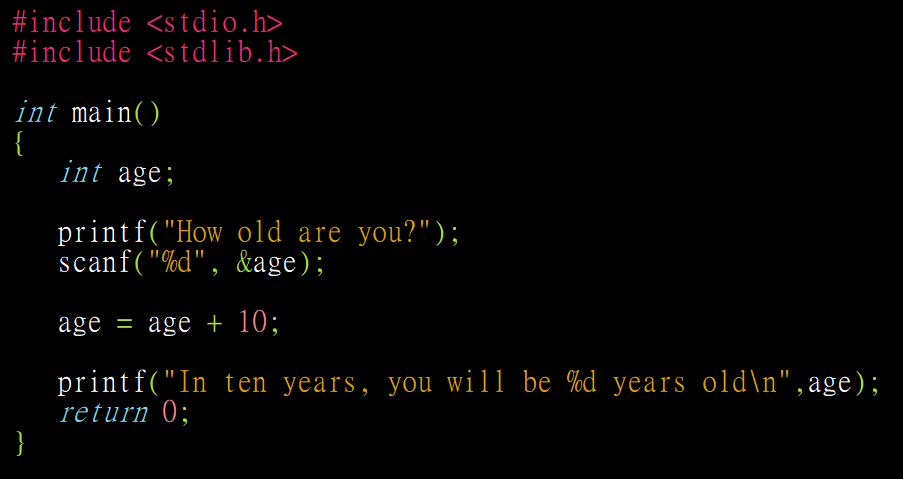 #include <stdio.h>
#include <stdlib.h>
int main()
{
int age;
printf("How old are you?");
scanf("%d", &age);
age = age + 10;
printf("In ten years, you will be %d years old\n",age);
return 0;
}